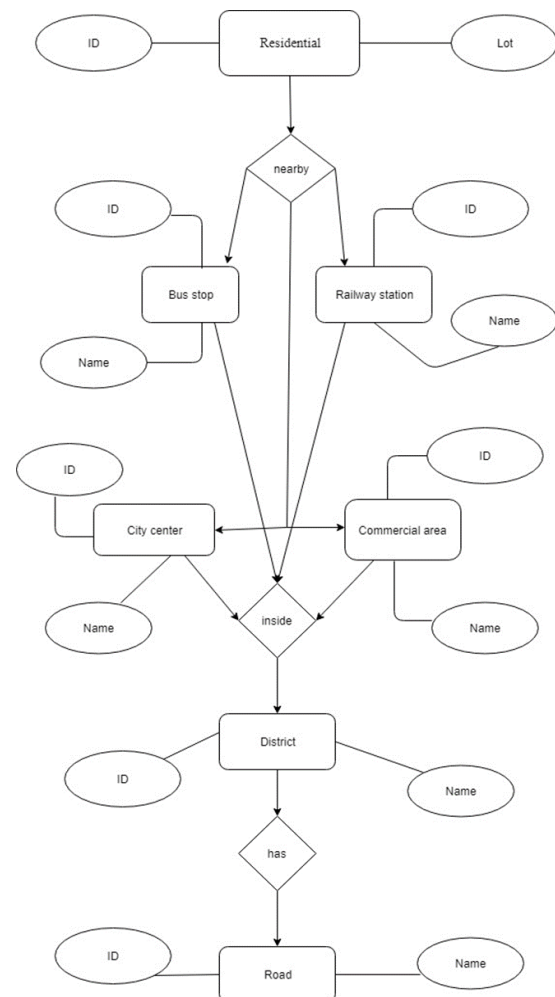 ID
Residential
Lot
nearby
ID
ID
Bus stop
Railway station
Name
Name
ID
ID
City center
Commercial area
Name
inside
Name
District
ID
Name
has
ID
Road
Name